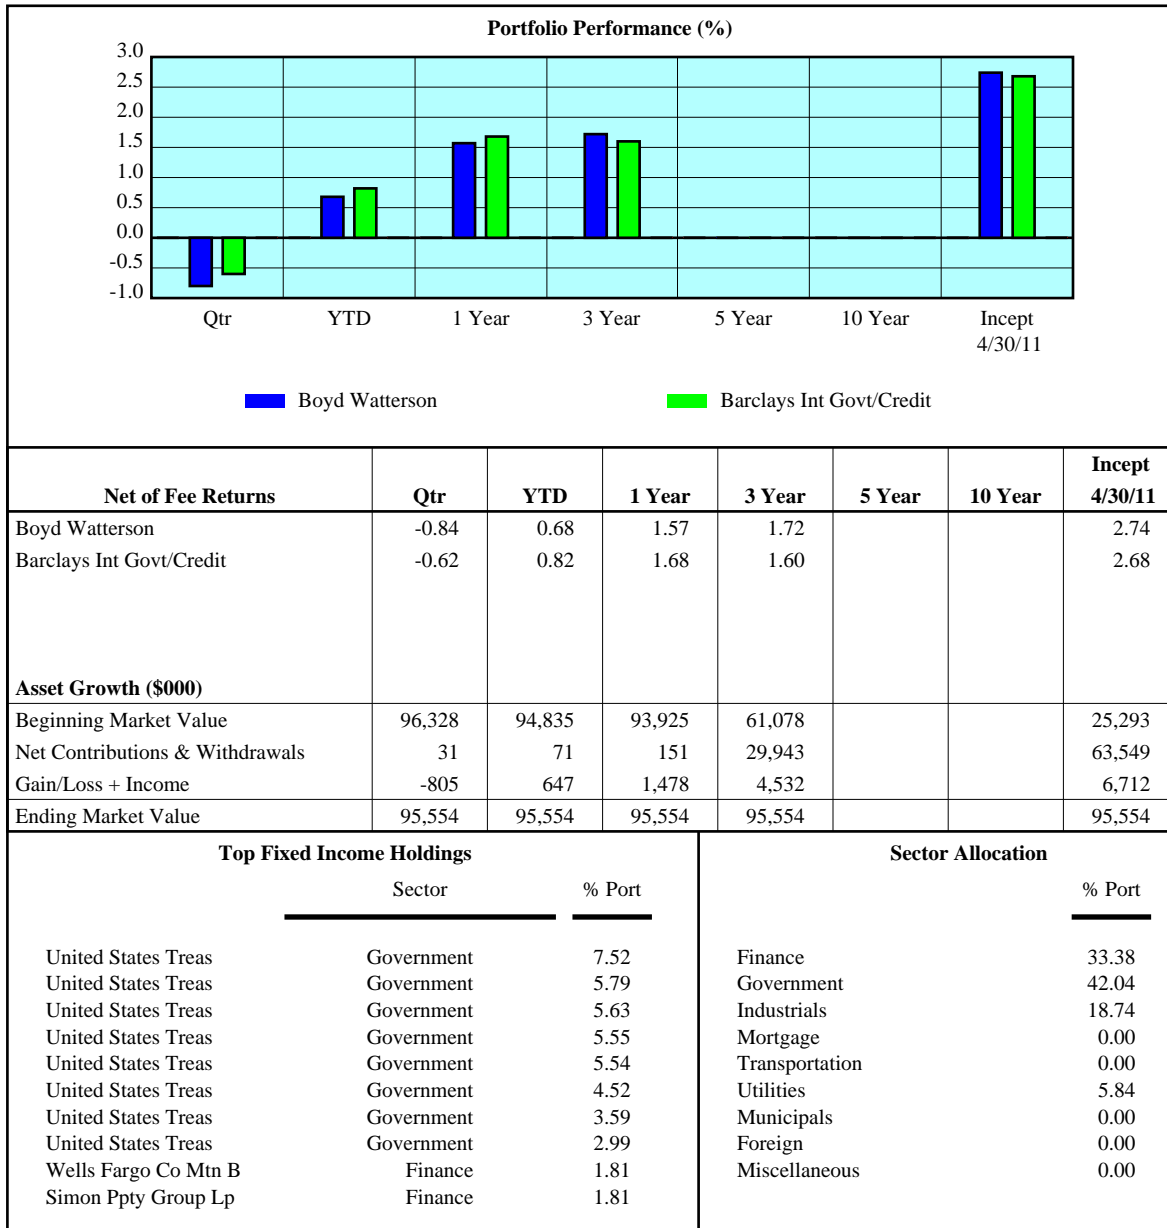 Portfolio Performance (%)
3.0
2.5
2.0
1.5
1.0
0.5
0.0
-0.5
-1.0
Qtr YTD 1 Year 3 Year 5 Year 10 Year Incept
4/30/11
Boyd Watterson Barclays Int Govt/Credit
Incept
Net of Fee Returns Qtr YTD 1 Year 3 Year 5 Year 10 Year 4/30/11
Boyd Watterson -0.84 0.68 1.57 1.72 2.74
Barclays Int Govt/Credit -0.62 0.82 1.68 1.60 2.68
Asset Growth ($000)
Beginning Market Value 96,328 94,835 93,925 61,078 25,293
Net Contributions & Withdrawals 31 71 151 29,943 63,549
Gain/Loss + Income -805 647 1,478 4,532 6,712
Ending Market Value 95,554 95,554 95,554 95,554 95,554
Top Fixed Income Holdings
Sector % Port
United States Treas Government 7.52
United States Treas Government 5.79
United States Treas Government 5.63
United States Treas Government 5.55
United States Treas Government 5.54
United States Treas Government 4.52
United States Treas Government 3.59
United States Treas Government 2.99
Wells Fargo Co Mtn B Finance 1.81
Simon Ppty Group Lp Finance 1.81
Sector Allocation
% Port
Finance 33.38
Government 42.04
Industrials 18.74
Mortgage 0.00
Transportation 0.00
Utilities 5.84
Municipals 0.00
Foreign 0.00
Miscellaneous 0.00